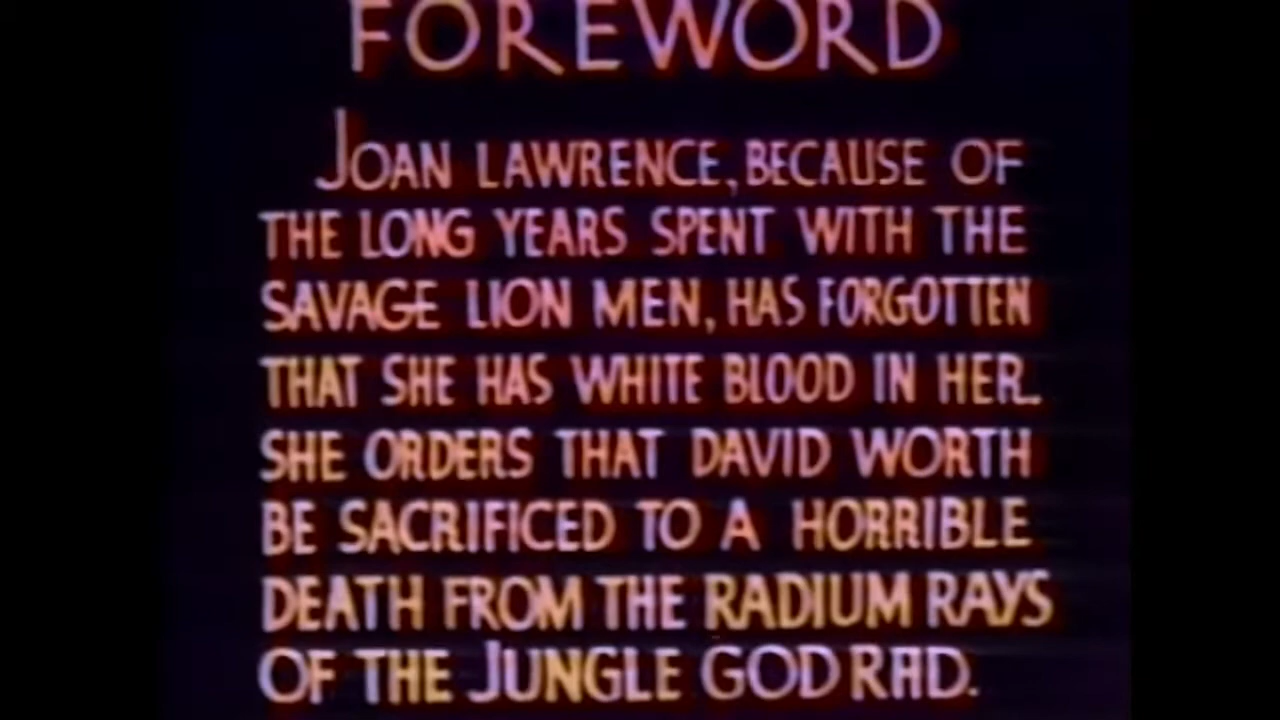 FOREWORD
JOAN LAWRENCE, BECAUSE OF
THE LONG YEARS SPENT WITH THE
SAVAGE LION MEN, HAS FORGOTTEN
THAT SHE HAS WHITE BLOOD IN HER.
SHE ORDERS THAT DAVID WORTH
BE SACRIFICED TO A HORRIBLE
DEATH FROM THE RADIUM RAYS
OF THE JUNGLE GOD RAD.